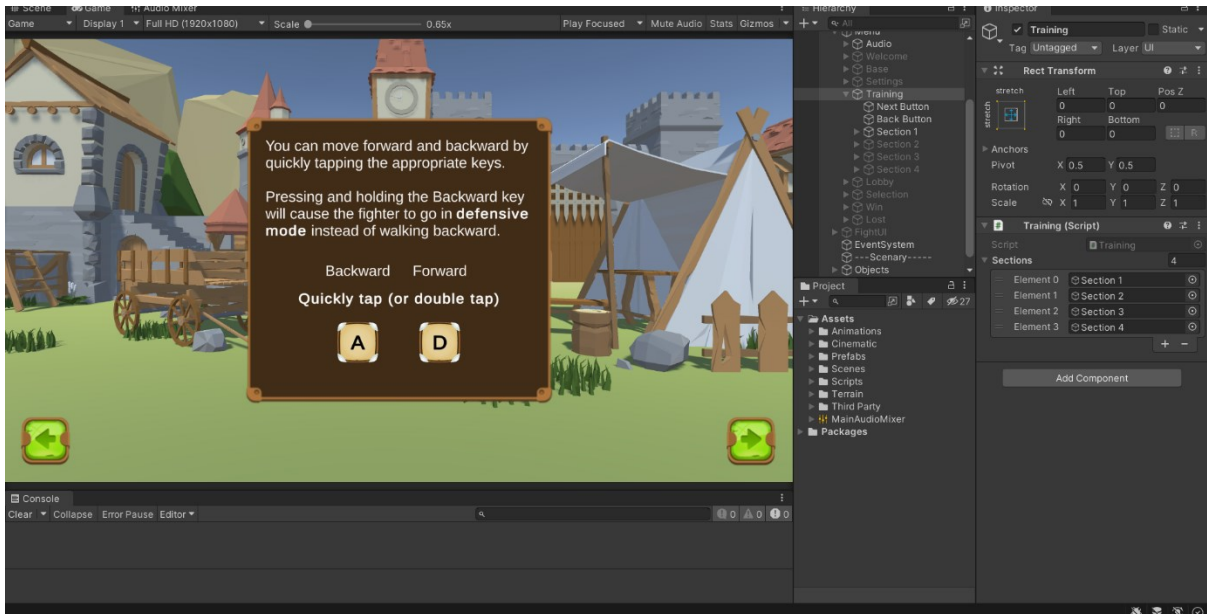 Scene Game Audio Mixer
Game Display 1 Full HD (1920x1080) Scale 0.65x Play Focused Mute Audio Stats Gizmos
You can move forward and backward by
quickly tapping the appropriate keys.
Pressing and holding the Backward key
will cause the fighter to go in defensive
mode instead of walking backward.
Backward Forward
Quickly tap (or double tap)
A D
Console
Clear Collapse Error Pause Editor
0 0 0
Hierarchy
All
Menu
Audio
Welcome
Base
Settings
Training
Next Button
Back Button
Section 1
Section 2
Section 3
Section 4
Lobby
Selection
Win
Lost
FightUI
EventSystem
---Scenary-----
Objects
Project
27
Assets
Animations
Cinematic
Prefabs
Scenes
Scripts
Terrain
Third Party
MainAudioMixer
Packages
Inspector
Training Static
Tag Untagged Layer UI
Rect Transform
stretch Left Top Pos Z
stretch 0 0 0
Right Bottom
0 0 R
Anchors
Pivot X 0.5 Y 0.5
Rotation X 0 Y 0 Z 0
Scale X 1 Y 1 Z 1
# Training (Script)
Script Training
Sections 4
Element 0 Section 1
Element 1 Section 2
Element 2 Section 3
Element 3 Section 4
+ -
Add Component